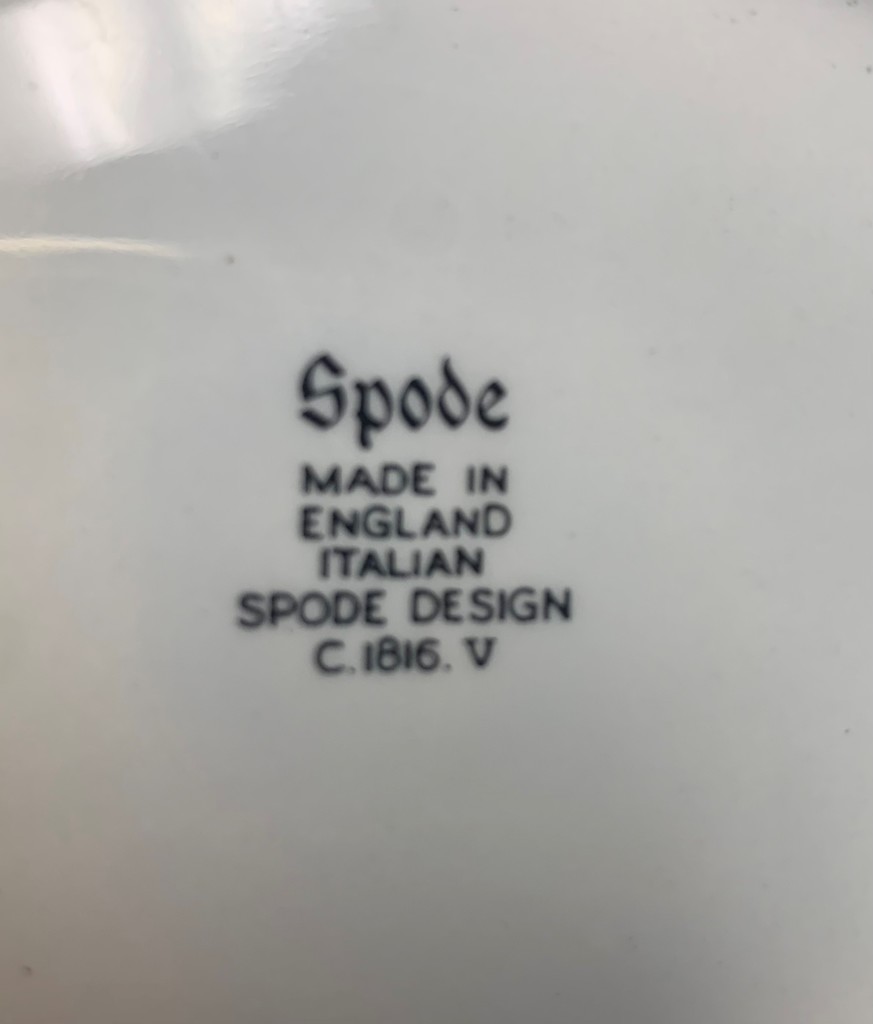 Spode
MADE IN
ENGLAND
ITALIAN
SPODE DESIGN
C. 1816. V